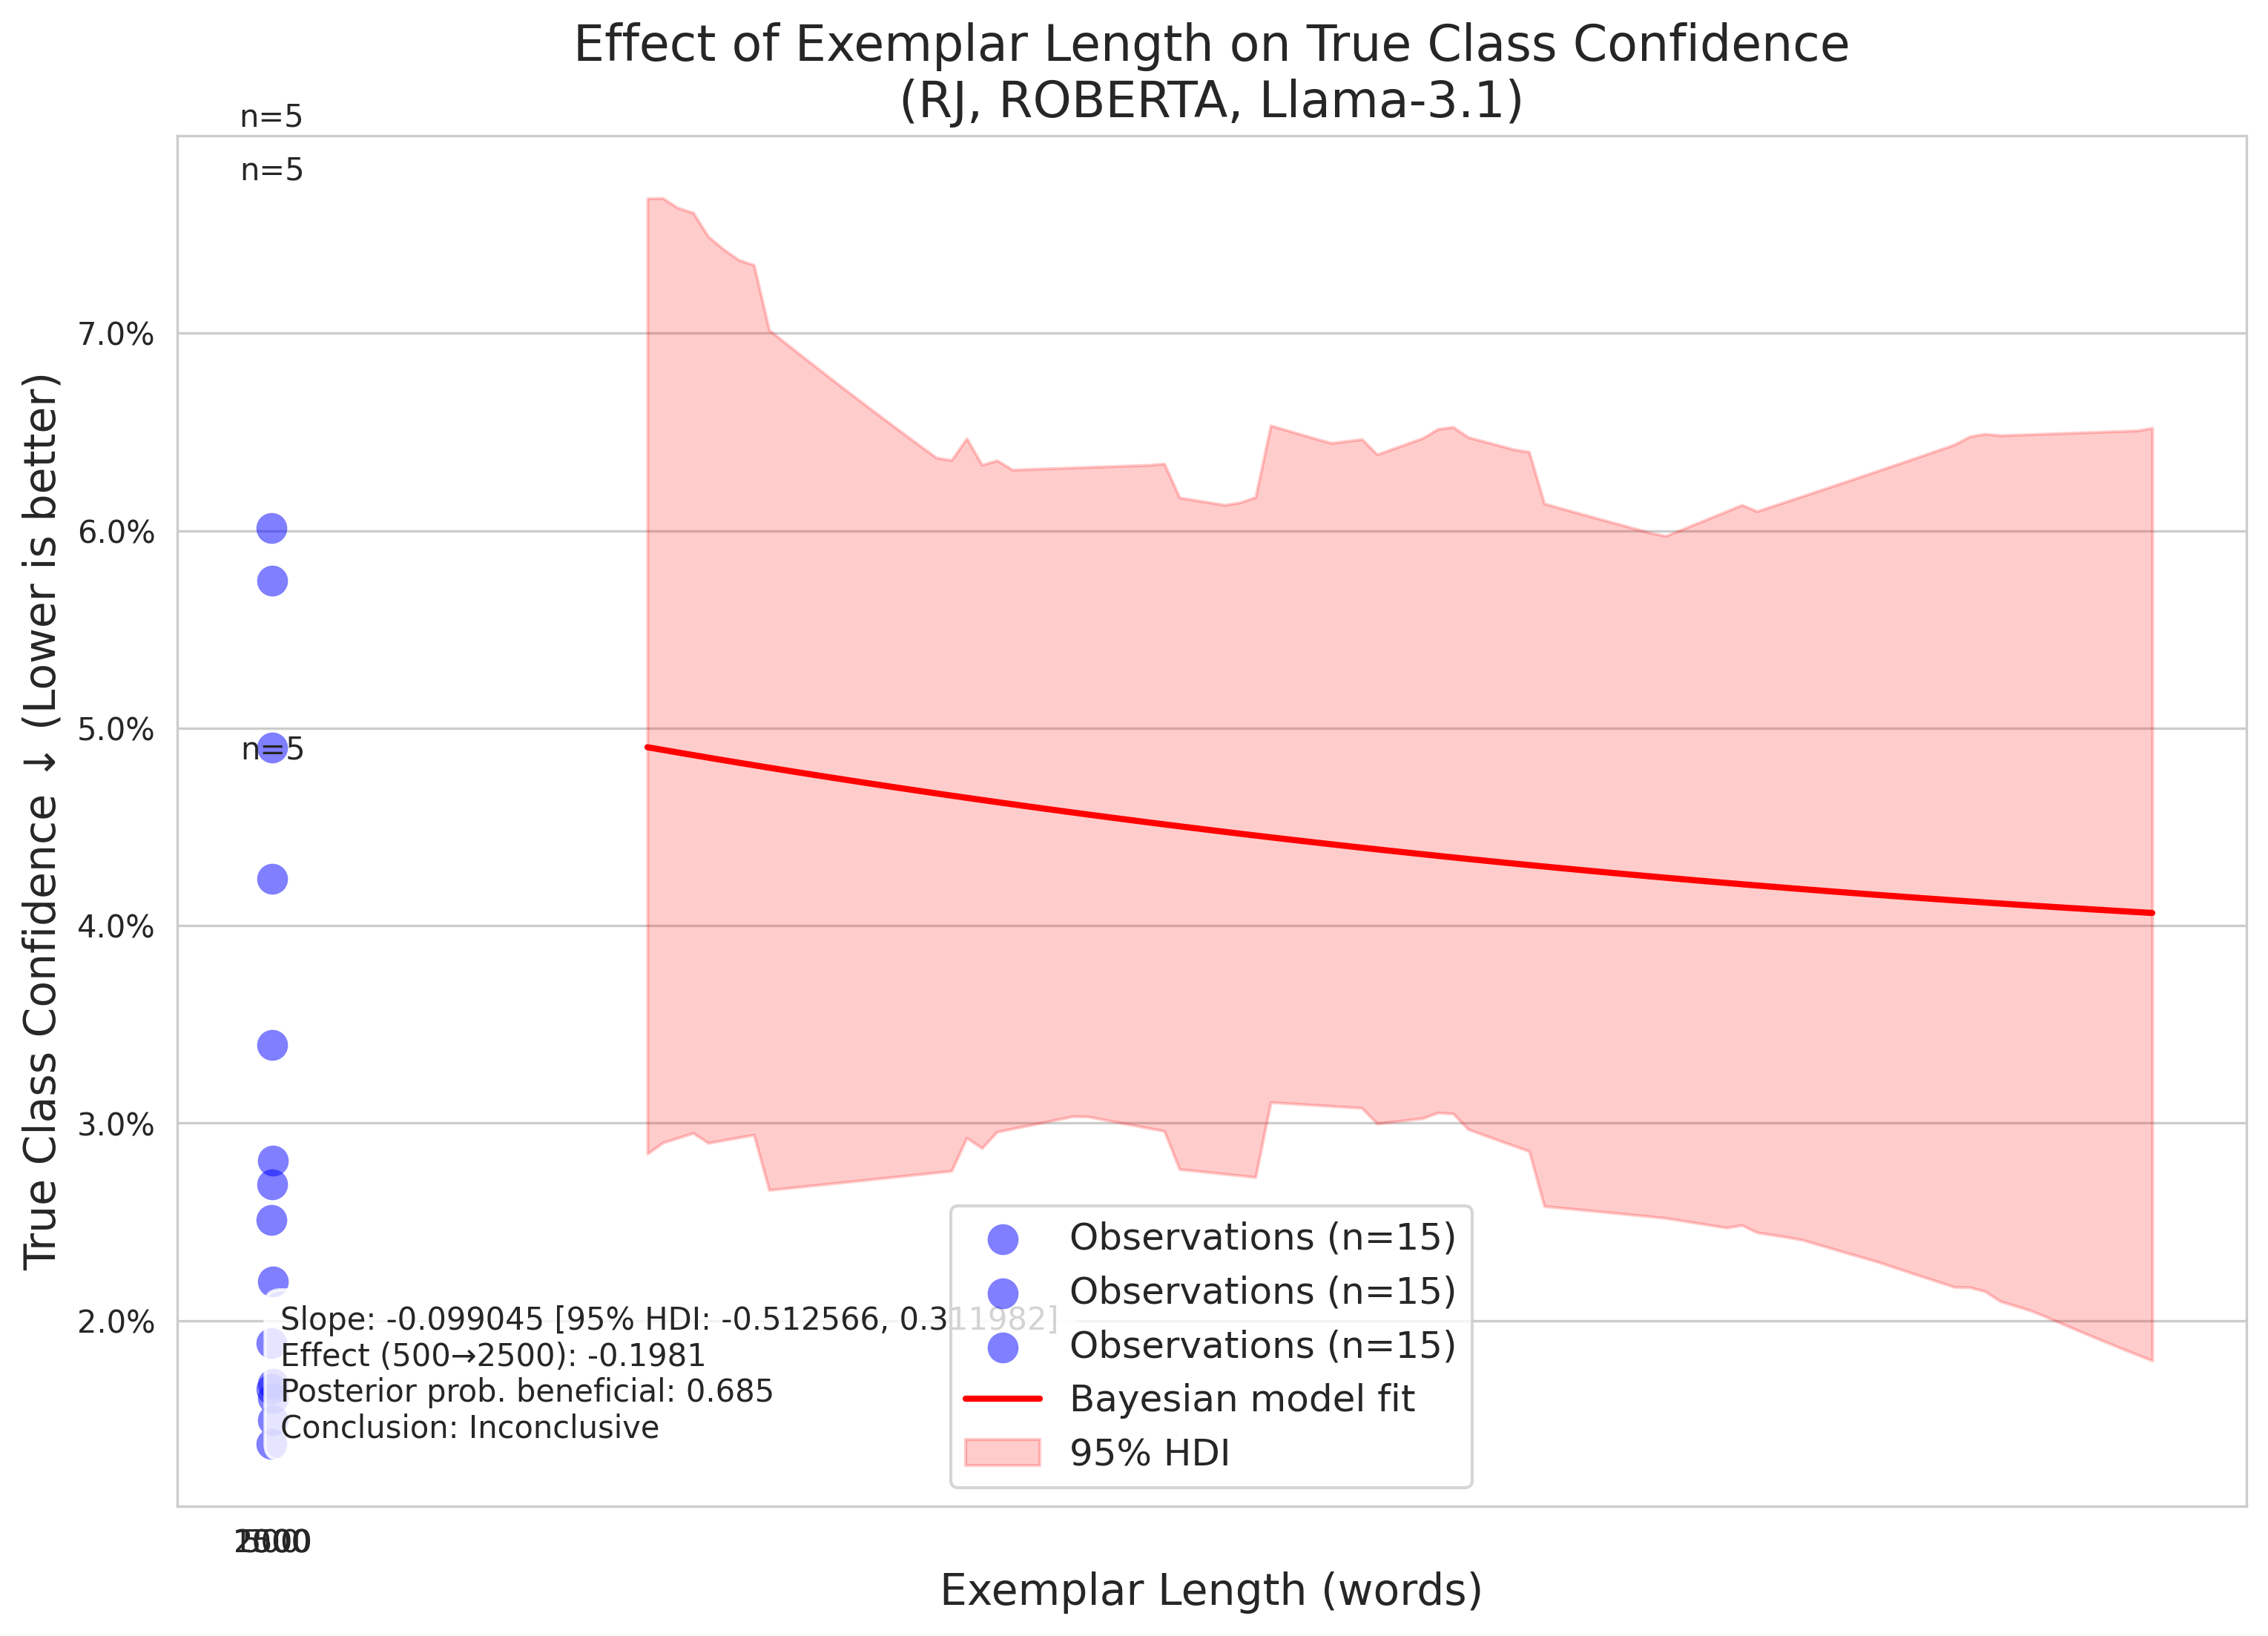 Effect of Exemplar Length on True Class Confidence
(RJ, ROBERTA, Llama-3.1)
n=5
n=5
n=5
True Class Confidence ↓ (Lower is better)
7.0%
6.0%
5.0%
4.0%
3.0%
2.0%
Slope: -0.099045 [95% HDI: -0.512566, 0.311982]
Effect (500→2500): -0.1981
Posterior prob. beneficial: 0.685
Conclusion: Inconclusive
Observations (n=15)
Observations (n=15)
Observations (n=15)
Bayesian model fit
95% HDI
Exemplar Length (words)